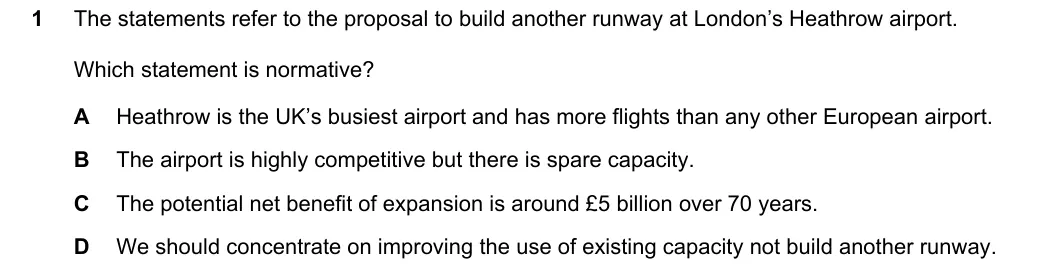 1 The statements refer to the proposal to build another runway at London’s Heathrow airport.
Which statement is normative?
A Heathrow is the UK’s busiest airport and has more flights than any other European airport.
B The airport is highly competitive but there is spare capacity.
C The potential net benefit of expansion is around £5 billion over 70 years.
D We should concentrate on improving the use of existing capacity not build another runway.